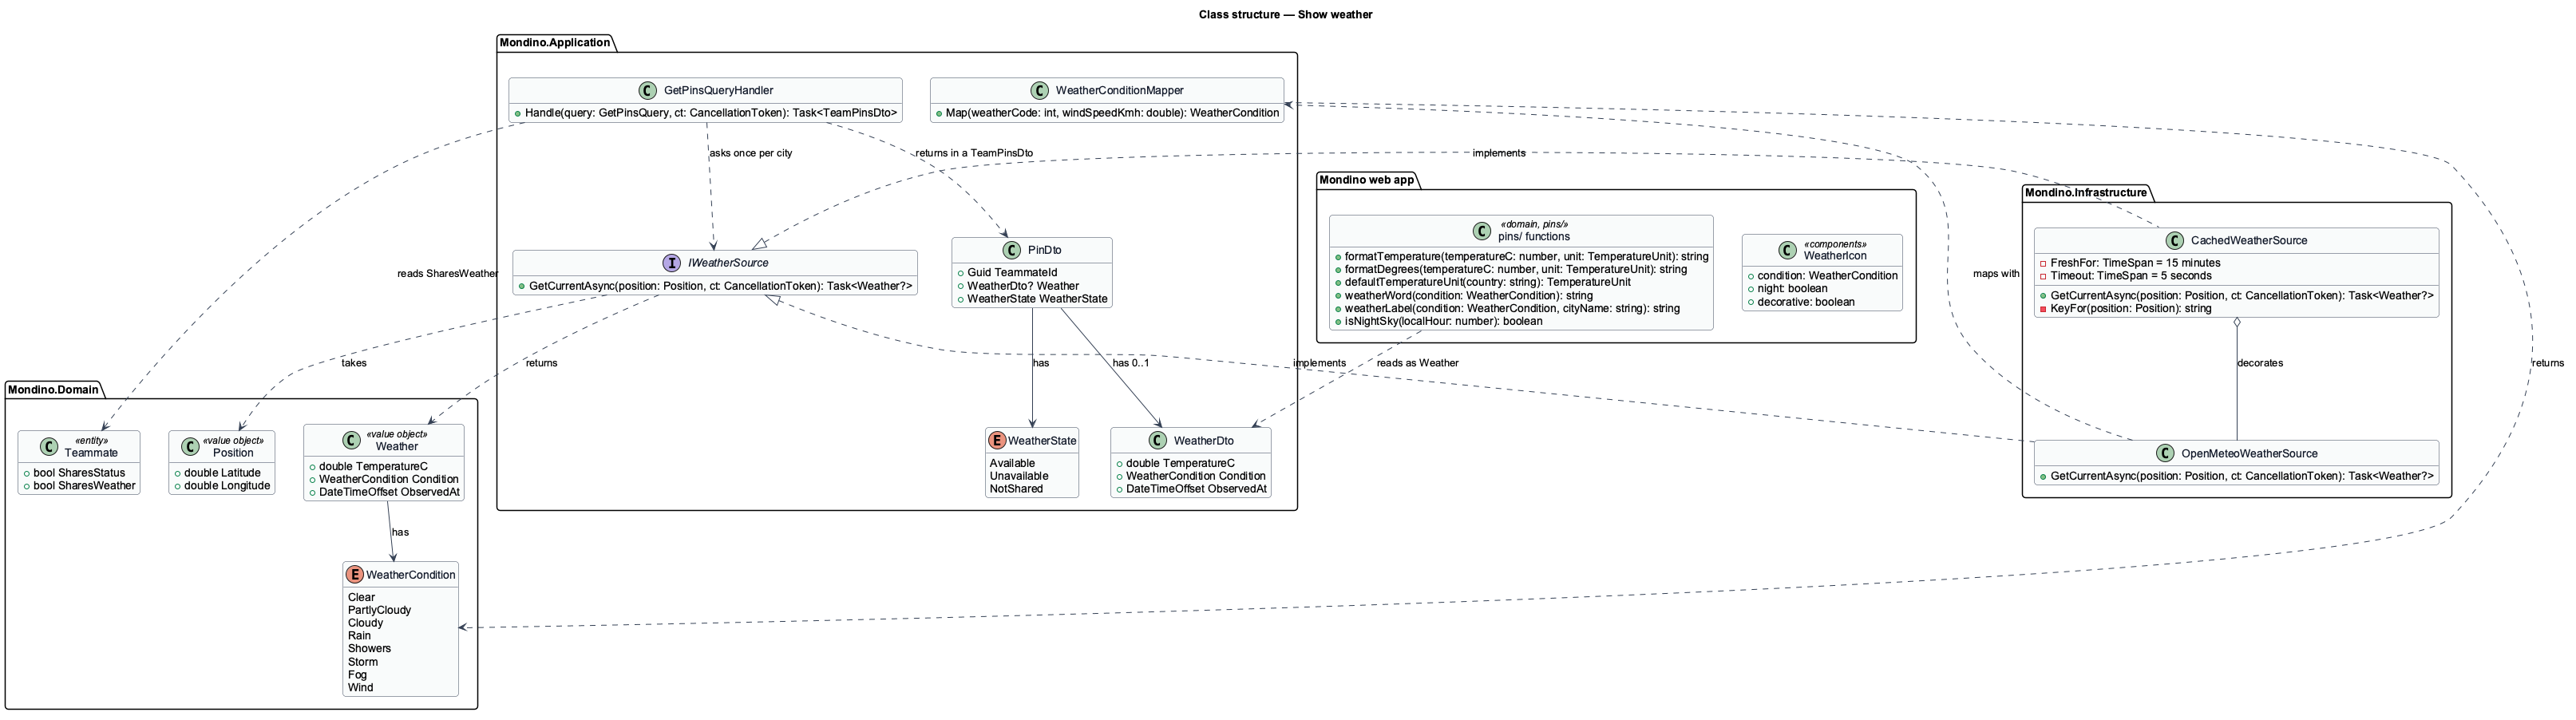 Class structure — Show weather
Mondino.Application
C GetPinsQueryHandler
Handle(query: GetPinsQuery, ct: CancellationToken): Task<TeamPinsDto>
C WeatherConditionMapper
Map(weatherCode: int, windSpeedKmh: double): WeatherCondition
asks once per city
returns in a TeamPinsDto
implements
reads SharesWeather
I IWeatherSource
GetCurrentAsync(position: Position, ct: CancellationToken): Task<Weather?>
C PinDto
Guid TeammateId
WeatherDto? Weather
WeatherState WeatherState
takes
returns
has
has 0..1
implements
reads as Weather
E WeatherState
Available
Unavailable
NotShared
C WeatherDto
double TemperatureC
WeatherCondition Condition
DateTimeOffset ObservedAt
Mondino web app
«domain, pins/»
C pins/ functions
formatTemperature(temperatureC: number, unit: TemperatureUnit): string
formatDegrees(temperatureC: number, unit: TemperatureUnit): string
defaultTemperatureUnit(country: string): TemperatureUnit
weatherWord(condition: WeatherCondition): string
weatherLabel(condition: WeatherCondition, cityName: string): string
isNightSky(localHour: number): boolean
«components»
C WeatherIcon
condition: WeatherCondition
night: boolean
decorative: boolean
Mondino.Infrastructure
C CachedWeatherSource
FreshFor: TimeSpan = 15 minutes
Timeout: TimeSpan = 5 seconds
GetCurrentAsync(position: Position, ct: CancellationToken): Task<Weather?>
KeyFor(position: Position): string
maps with
decorates
returns
C OpenMeteoWeatherSource
GetCurrentAsync(position: Position, ct: CancellationToken): Task<Weather?>
Mondino.Domain
«entity»
C Teammate
bool SharesStatus
bool SharesWeather
«value object»
C Position
double Latitude
double Longitude
«value object»
C Weather
double TemperatureC
WeatherCondition Condition
DateTimeOffset ObservedAt
has
E WeatherCondition
Clear
PartlyCloudy
Cloudy
Rain
Showers
Storm
Fog
Wind